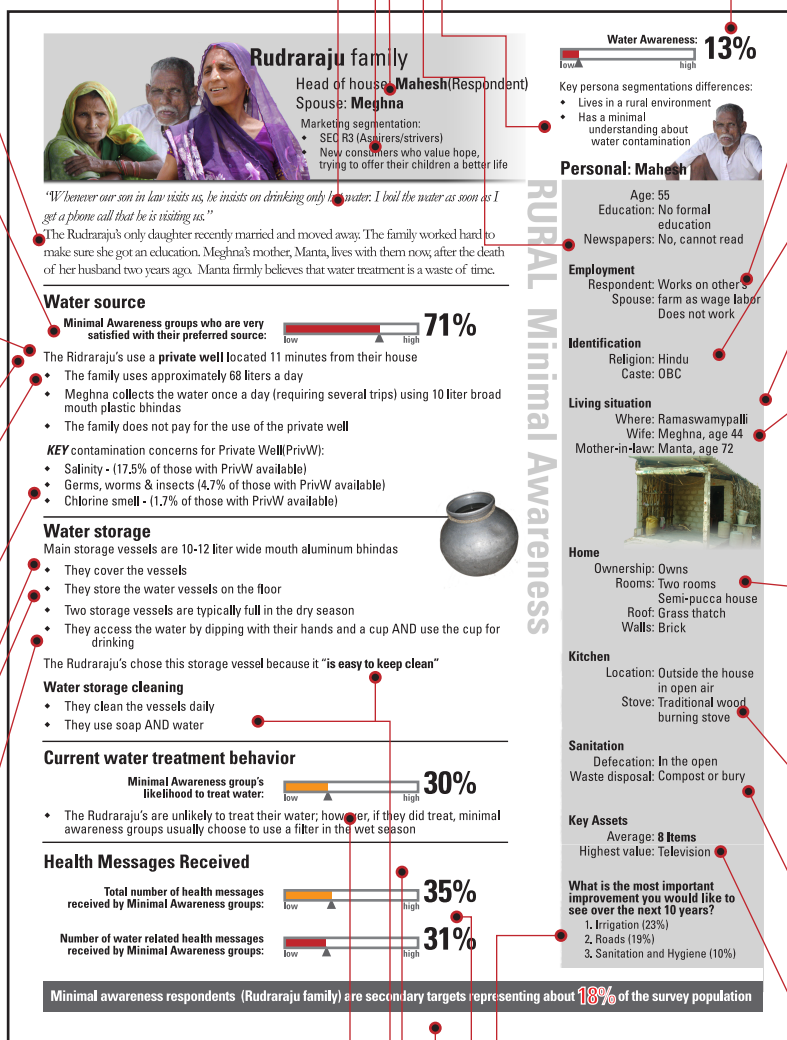 Rudraraju family
Head of house: Mahesh(Respondent)
Spouse: Meghna
Marketing segmentation:
SEC R3 (Aspirers/strivers)
New consumers who value hope,
trying to offer their children a better life
“Whenever our son in law visits us, he insists on drinking only hot water. I boil the water as soon as I
get a phone call that he is visiting us.”
The Rudraraju’s only daughter recently married and moved away. The family worked hard to
make sure she got an education. Meghna’s mother, Manta, lives with them now, after the death
of her husband two years ago. Manta firmly believes that water treatment is a waste of time.
Water source
Minimal Awareness groups who are very
satisfied with their preferred source:
low
high
71%
The Ridraraju’s use a private well located 11 minutes from their house
The family uses approximately 68 liters a day
Meghna collects the water once a day (requiring several trips) using 10 liter broad
mouth plastic bhindas
The family does not pay for the use of the private well
KEY contamination concerns for Private Well(PrivW):
Salinity - (17.5% of those with PrivW available)
Germs, worms & insects (4.7% of those with PrivW available)
Chlorine smell - (1.7% of those with PrivW available)
Water storage
Main storage vessels are 10-12 liter wide mouth aluminum bhindas
They cover the vessels
They store the water vessels on the floor
Two storage vessels are typically full in the dry season
They access the water by dipping with their hands and a cup AND use the cup for
drinking
The Rudraraju’s chose this storage vessel because it “is easy to keep clean”
Water storage cleaning
They clean the vessels daily
They use soap AND water
Current water treatment behavior
Minimal Awareness group’s
likelihood to treat water:
low
high
30%
The Rudraraju’s are unlikely to treat their water; however, if they did treat, minimal
awareness groups usually choose to use a filter in the wet season
Health Messages Received
Total number of health messages
received by Minimal Awareness groups:
low
high
35%
Number of water related health messages
received by Minimal Awareness groups:
low
high
31%
RURAL Minimal Awareness
Water Awareness:
low
high
13%
Key persona segmentations differences:
Lives in a rural environment
Has a minimal
understanding about
water contamination
Personal: Mahesh
Age: 55
Education: No formal
education
Newspapers: No, cannot read
Employment
Respondent: Works on other's
Spouse: farm as wage labor
Does not work
Identification
Religion: Hindu
Caste: OBC
Living situation
Where: Ramaswamypalli
Wife: Meghna, age 44
Mother-in-law: Manta, age 72
Home
Ownership: Owns
Rooms: Two rooms
Semi-pucca house
Roof: Grass thatch
Walls: Brick
Kitchen
Location: Outside the house
in open air
Stove: Traditional wood
burning stove
Sanitation
Defecation: In the open
Waste disposal: Compost or bury
Key Assets
Average: 8 Items
Highest value: Television
What is the most important
improvement you would like to
see over the next 10 years?
1. Irrigation (23%)
2. Roads (19%)
3. Sanitation and Hygiene (10%)
Minimal awareness respondents (Rudraraju family) are secondary targets representing about 18% of the survey population